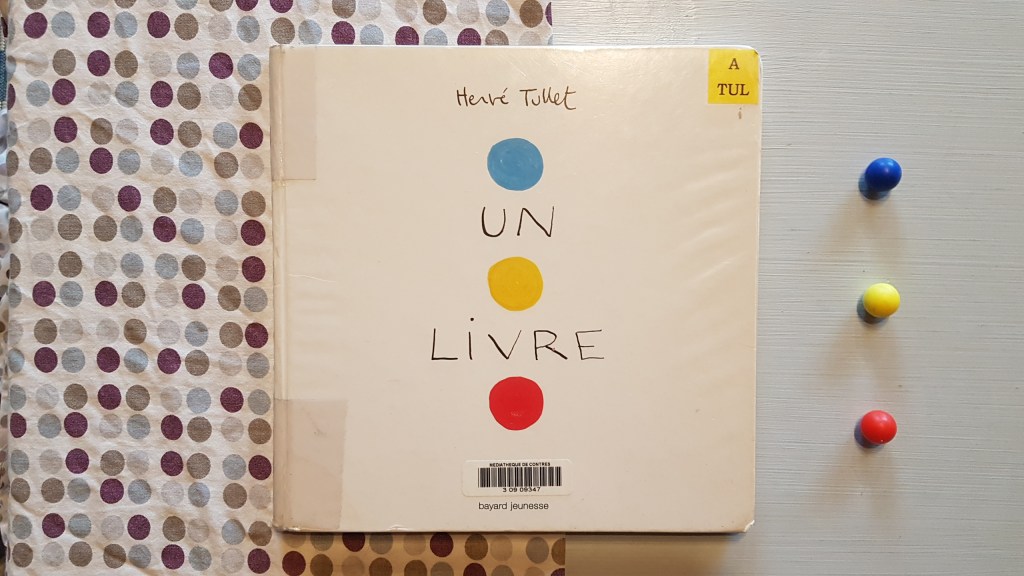 A
TUL
Hervé Tullet
UN
LiVRE
MEDIATHEQUE DE CONTRES
3 09 09347
bayard jeunesse